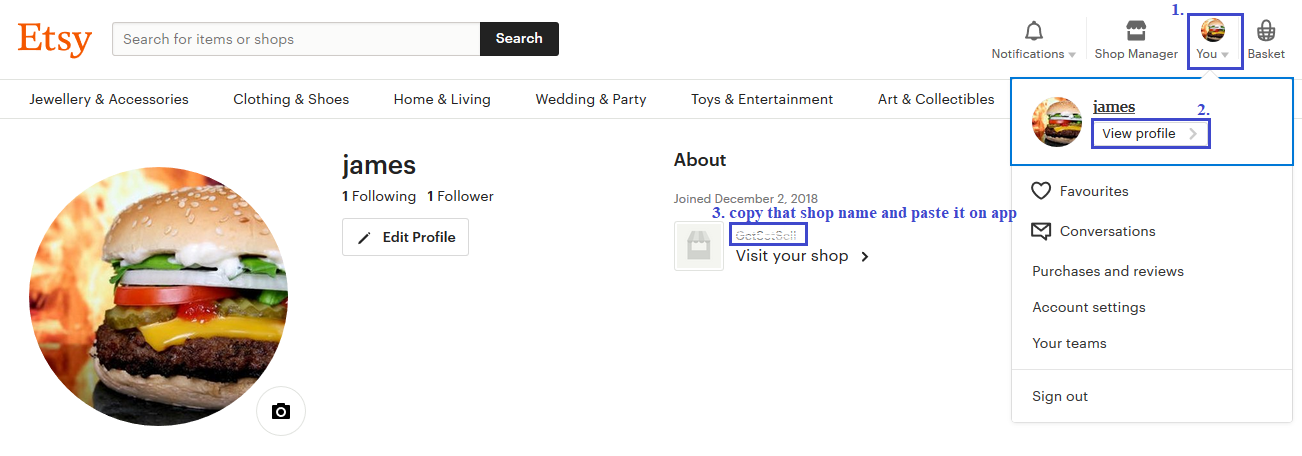 1.
Etsy
Search for items or shops
Search
Notifications
Shop Manager
You
Basket
Jewellery & Accessories
Clothing & Shoes
Home & Living
Wedding & Party
Toys & Entertainment
Art & Collectibles
james
2.
View profile
Favourites
Conversations
Purchases and reviews
Account settings
Your teams
Sign out
james
1 Following 1 Follower
Edit Profile
About
Joined December 2, 2018
3. copy that shop name and paste it on app
Visit your shop